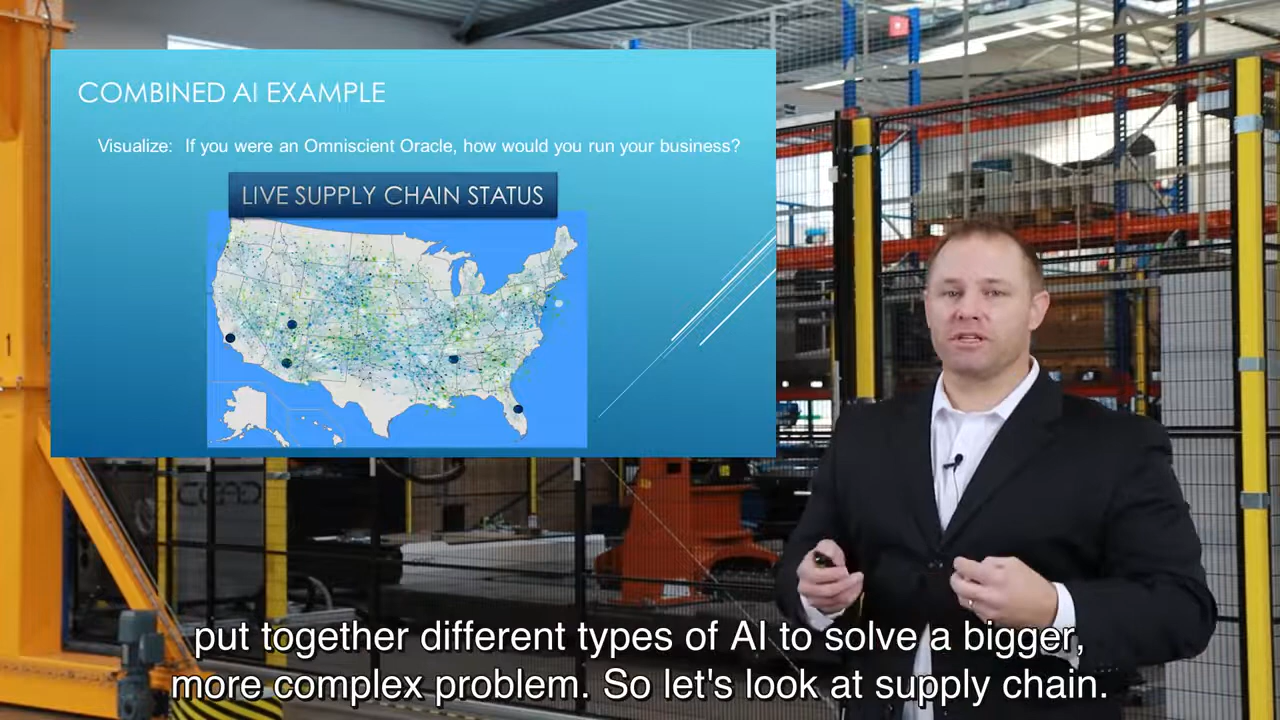 COMBINED AI EXAMPLE
Visualize: If you were an Omniscient Oracle, how would you run your business?
LIVE SUPPLY CHAIN STATUS
1
put together different types of AI to solve a bigger,
more complex problem. So let's look at supply chain.